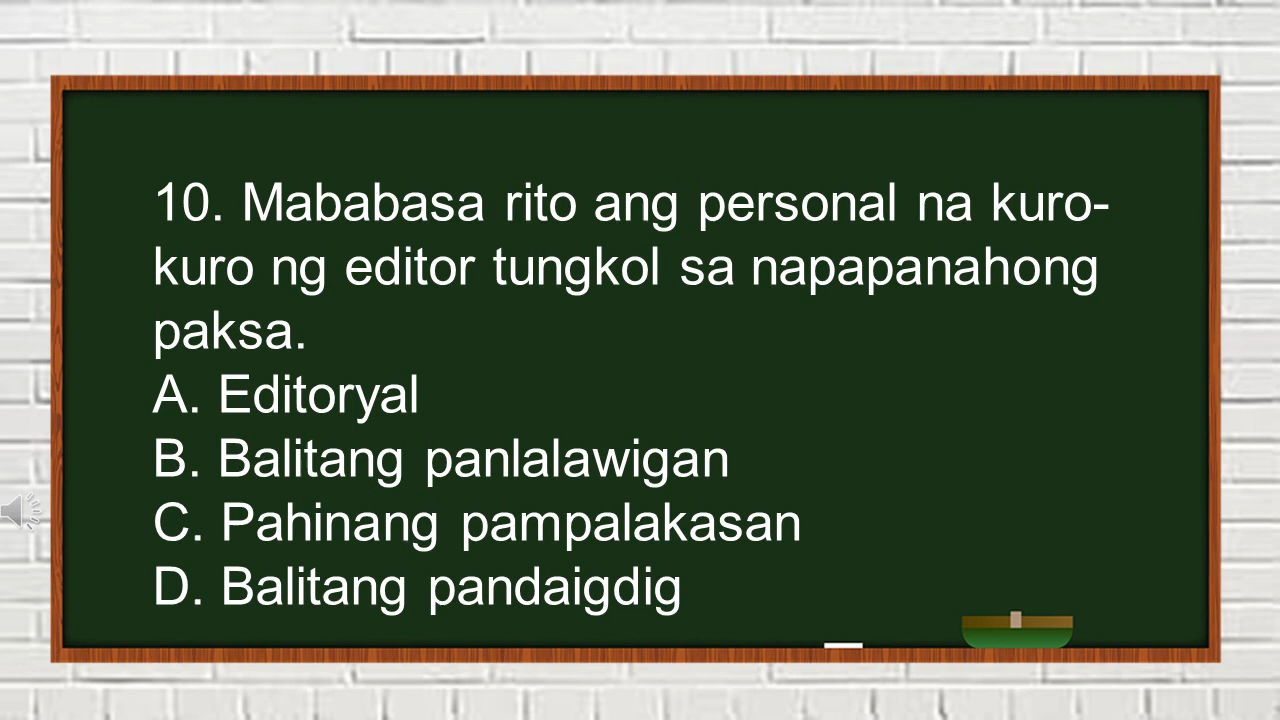 10. Mababasa rito ang personal na kuro-
kuro ng editor tungkol sa napapanahong
paksa.
A. Editoryal
B. Balitang panlalawigan
C. Pahinang pampalakasan
D. Balitang pandaigdig